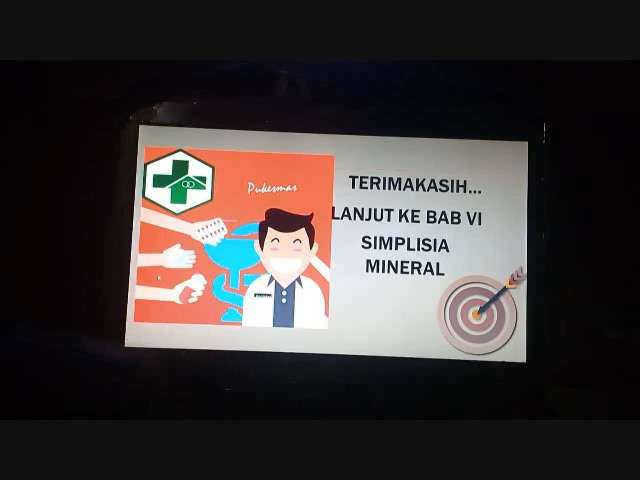 Pukesmas
TERIMAKASIH...
LANJUT KE BAB VI
SIMPLISIA
MINERAL